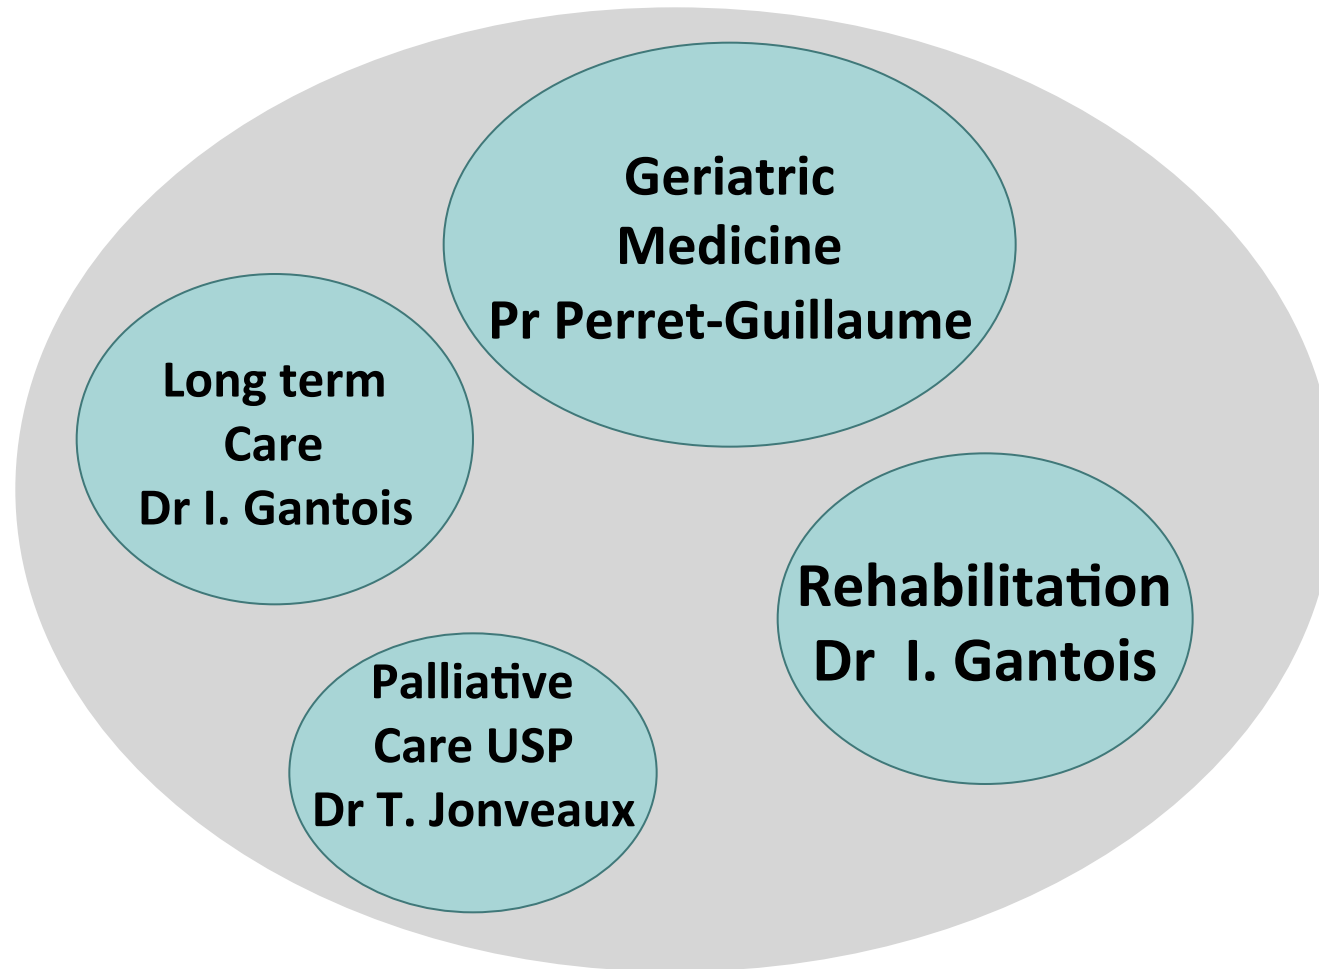 Geriatric
Medicine
Pr Perret-Guillaume
Long term
Care
Dr I. Gantois
Rehabilitation
Dr I. Gantois
Palliative
Care USP
Dr T. Jonveaux